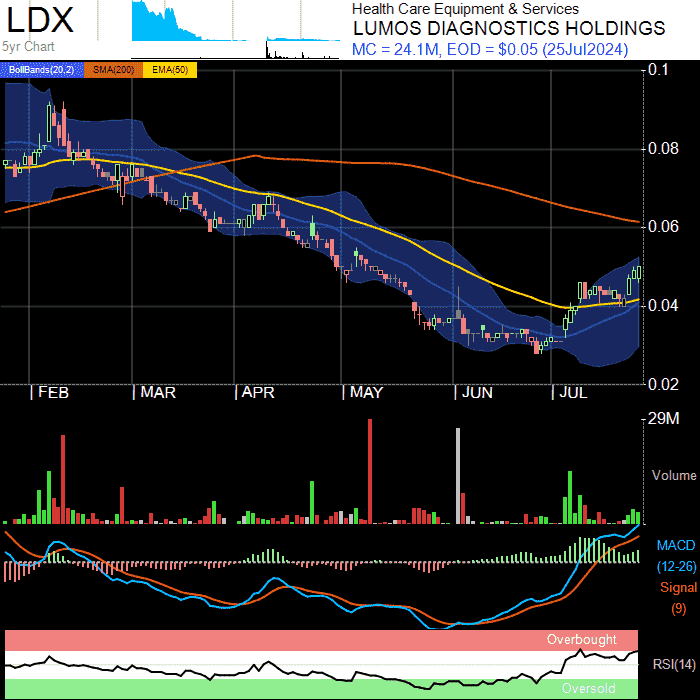 LDX
5yr Chart
Health Care Equipment & Services
LUMOS DIAGNOSTICS HOLDINGS
MC = 24.1M, EOD = $0.05 (25Jul2024)
BollBands(20,2) SMA(200) EMA(50)
0.1
0.08
0.06
0.04
0.02
FEB MAR APR MAY JUN JUL
29M
Volume
MACD
(12-26)
Signal
(9)
Overbought
RSI(14)
Oversold